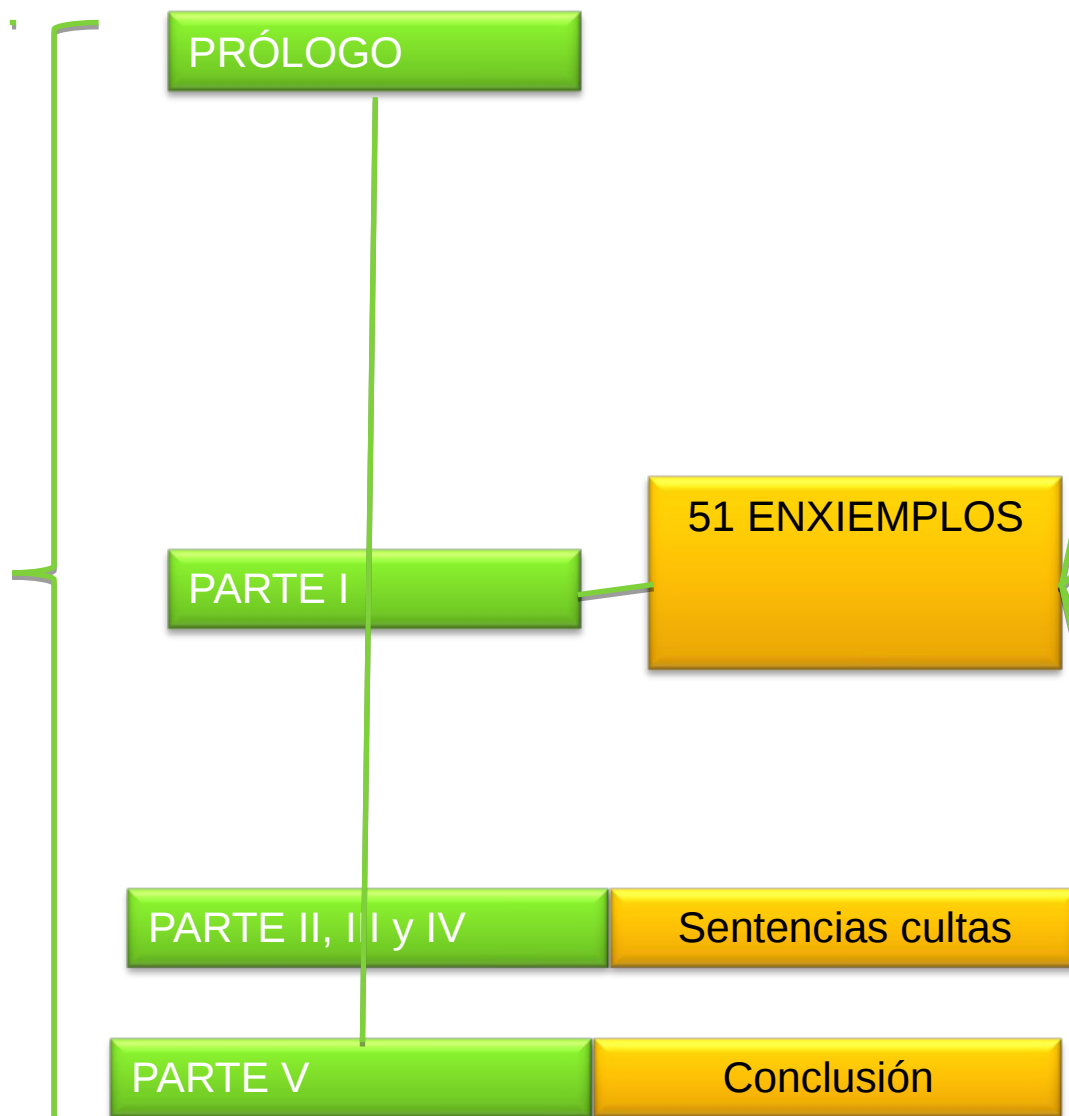 PRÓLOGO
51 ENXIEMPLOS
PARTE I
PARTE II, III y IV
Sentencias cultas
PARTE V
Conclusión